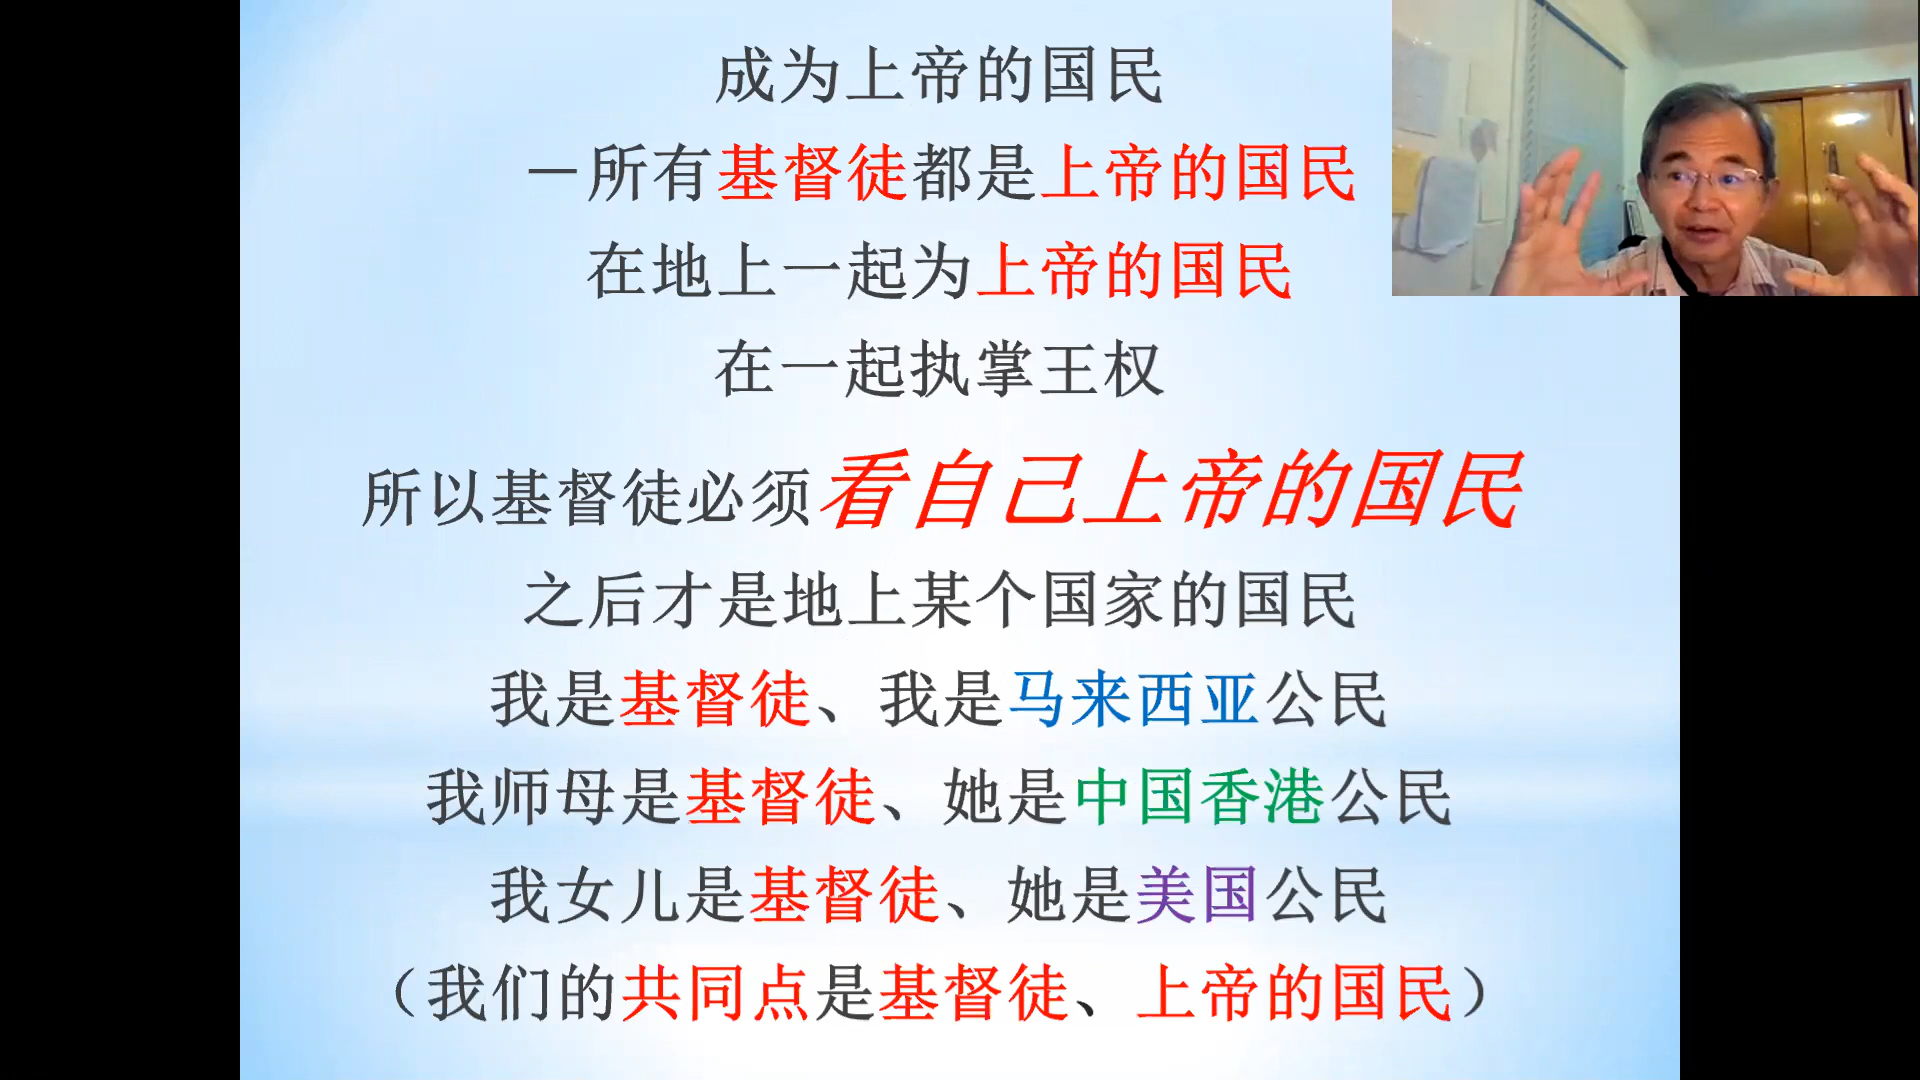 成为上帝的国民
－所有基督徒都是上帝的国民
在地上一起为上帝的国民
在一起执掌王权
所以基督徒必须看自己上帝的国民
之后才是地上某个国家的国民
我是基督徒、我是马来西亚公民
我师母是基督徒、她是中国香港公民
我女儿是基督徒、她是美国公民
（我们的共同点是基督徒、上帝的国民）